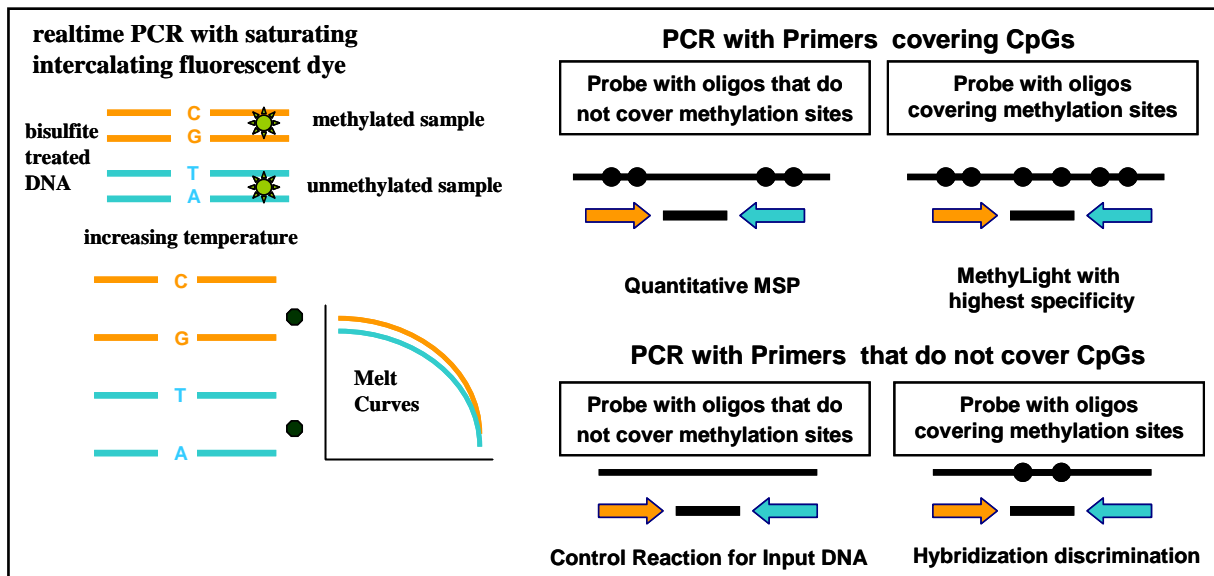 realtime PCR with saturating
intercalating fluorescent dye
bisulfite
treated
DNA
C
G
methylated sample
T
A
unmethylated sample
increasing temperature
C
G
T
A
Melt
Curves
PCR with Primers covering CpGs
Probe with oligos that do
not cover methylation sites
Probe with oligos
covering methylation sites
Quantitative MSP
MethyLight with
highest specificity
PCR with Primers that do not cover CpGs
Probe with oligos that do
not cover methylation sites
Probe with oligos
covering methylation sites
Control Reaction for Input DNA
Hybridization discrimination